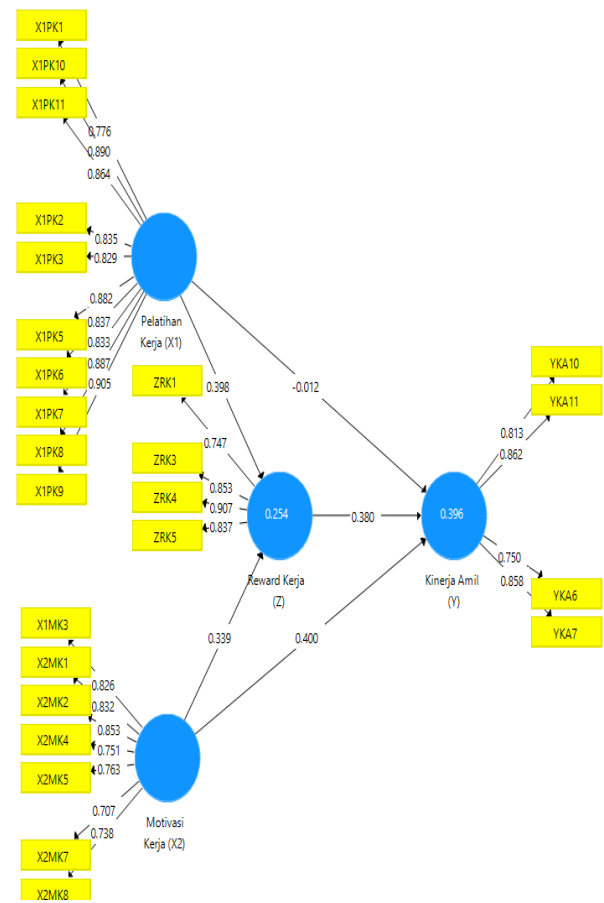 X1PK1
X1PK10
X1PK11
0.776
0.890
0.864
X1PK2
X1PK3
0.835
0.829
X1PK5
X1PK6
X1PK7
X1PK8
X1PK9
0.882
0.837
0.833
0.887
0.905
Pelatihan
Kerja (X1)
0.398
-0.012
ZRK1
ZRK3
ZRK4
ZRK5
0.747
0.853
0.907
0.837
0.254
Reward Kerja
(Z)
0.380
0.396
Kinerja Amil
(Y)
YKA10
YKA11
0.813
0.862
0.750
0.858
YKA6
YKA7
0.339
0.400
X1MK3
X2MK1
X2MK2
X2MK4
X2MK5
0.826
0.832
0.853
0.751
0.763
X2MK7
X2MK8
0.707
0.738
Motivasi
Kerja (X2)